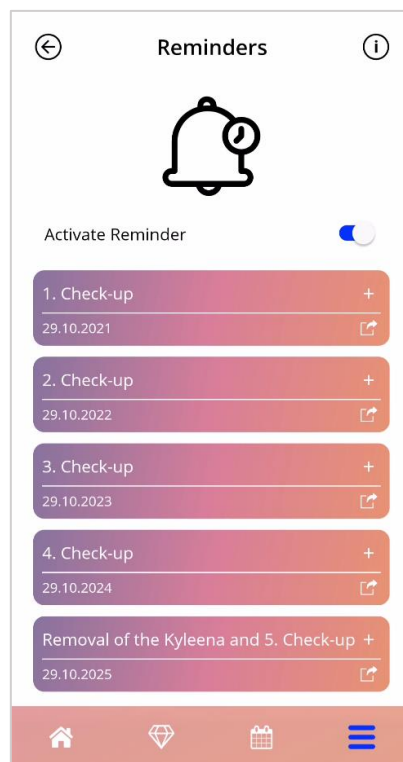 Reminders
Activate Reminder
1. Check-up +
29.10.2021
2. Check-up +
29.10.2022
3. Check-up +
29.10.2023
4. Check-up +
29.10.2024
Removal of the Kyleena and 5. Check-up +
29.10.2025